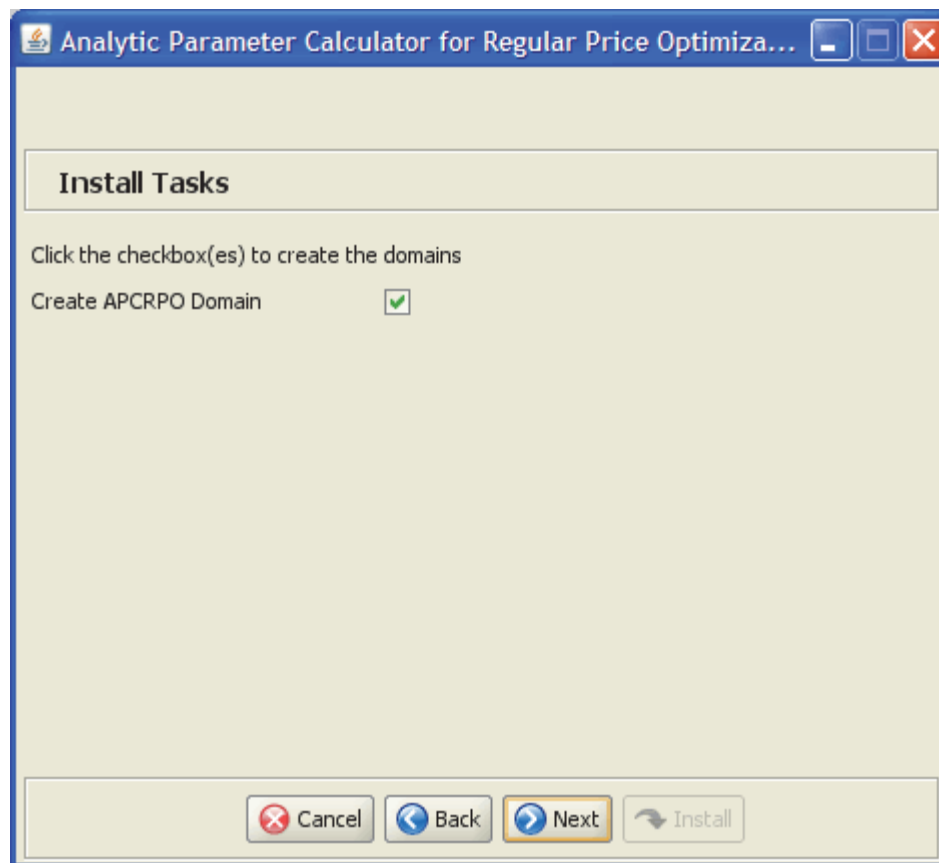 Analytic Parameter Calculator for Regular Price Optimiza...
Install Tasks
Click the checkbox(es) to create the domains
Create APCRPO Domain
Cancel Back Next Install